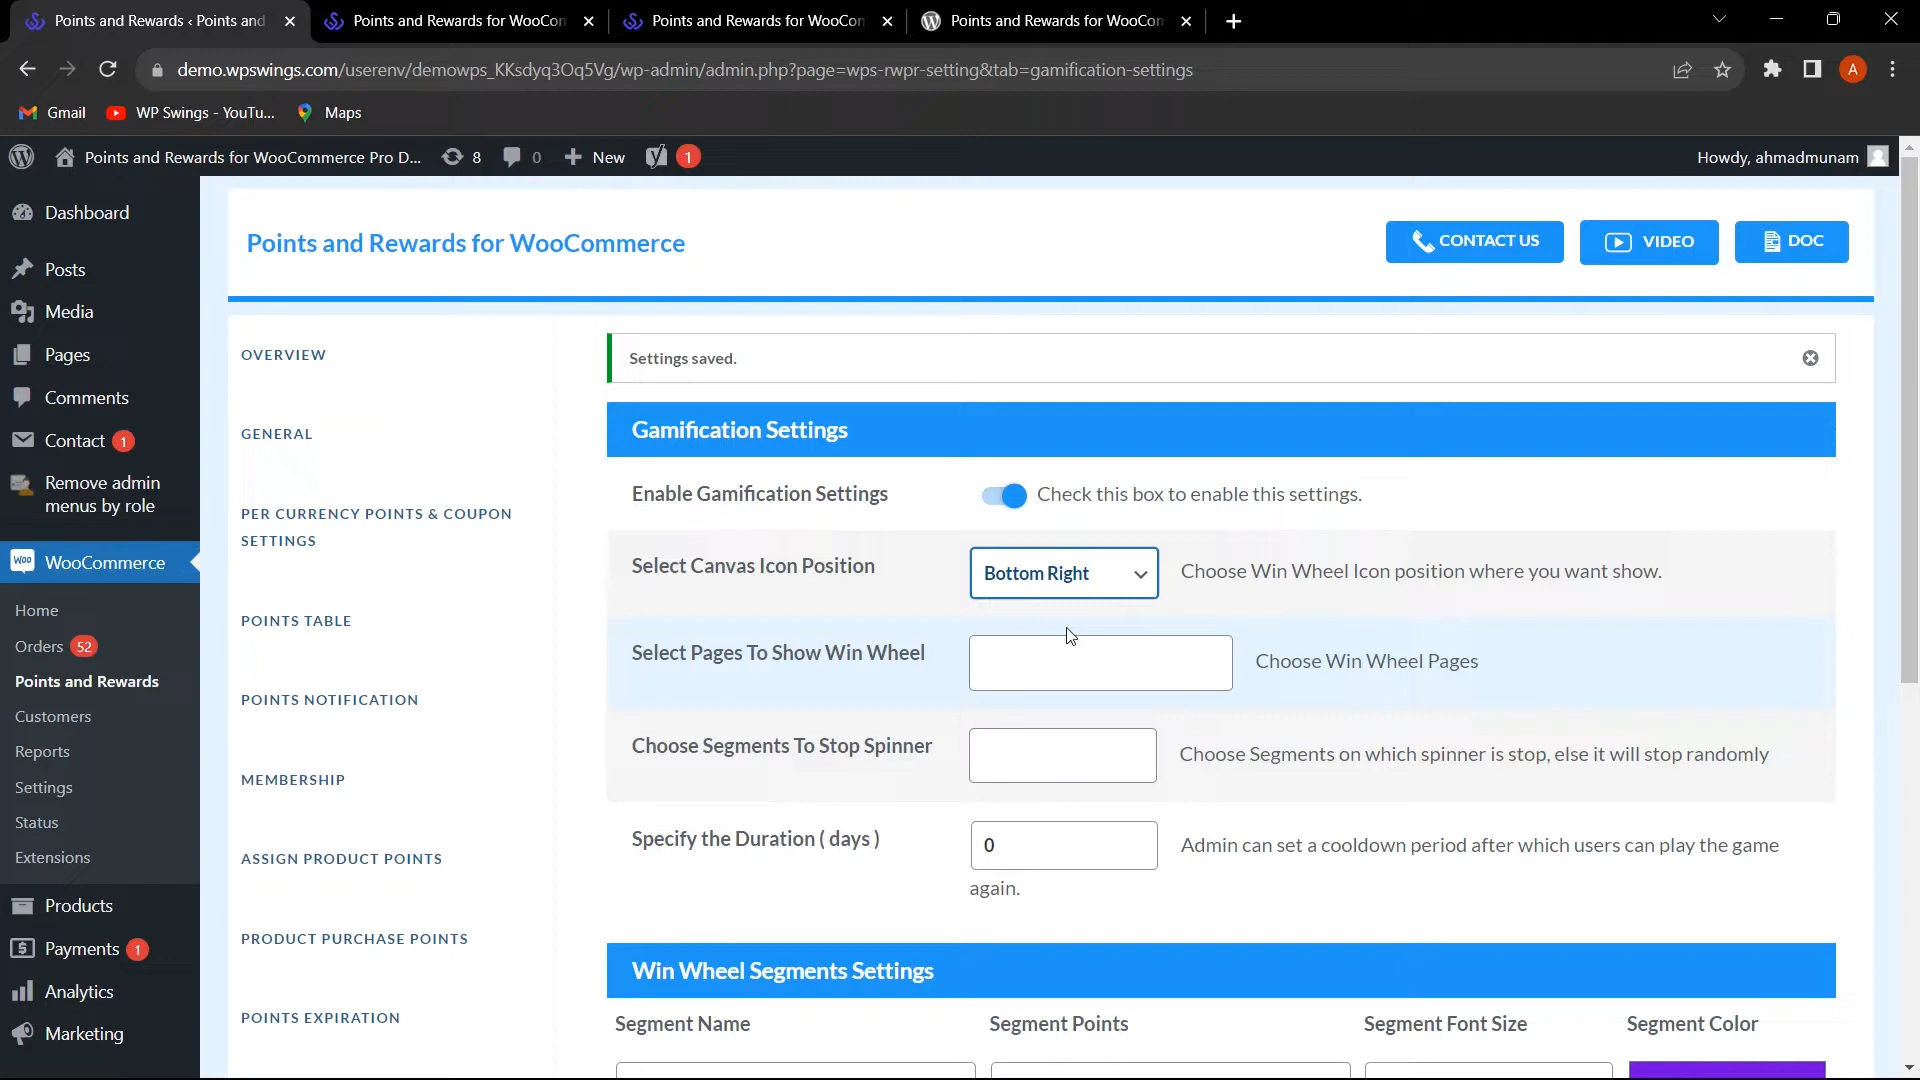 Points and Rewards ‹ Points and
Points and Rewards for WooCom
Points and Rewards for WooCom
Points and Rewards for WooCom
demo.wpswings.com/userenv/demowps_KKsdyq3Oq5Vg/wp-admin/admin.php?page=wps-rwpr-setting&tab=gamification-settings
A
Gmail
WP Swings - YouTu...
Maps
Points and Rewards for WooCommerce Pro D...
8
0
New
1
Howdy, ahmadmunam
Dashboard
Posts
Media
Pages
Comments
Contact 1
Remove admin
menus by role
Woo WooCommerce
Home
Orders 52
Points and Rewards
Customers
Reports
Settings
Status
Extensions
Products
Payments 1
Analytics
Marketing
Points and Rewards for WooCommerce
CONTACT US
VIDEO
DOC
OVERVIEW
GENERAL
PER CURRENCY POINTS & COUPON
SETTINGS
POINTS TABLE
POINTS NOTIFICATION
MEMBERSHIP
ASSIGN PRODUCT POINTS
PRODUCT PURCHASE POINTS
POINTS EXPIRATION
Settings saved.
Gamification Settings
Enable Gamification Settings
Check this box to enable this settings.
Select Canvas Icon Position
Bottom Right
Choose Win Wheel Icon position where you want show.
Select Pages To Show Win Wheel
Choose Win Wheel Pages
Choose Segments To Stop Spinner
Choose Segments on which spinner is stop, else it will stop randomly
Specify the Duration ( days )
0
Admin can set a cooldown period after which users can play the game
again.
Win Wheel Segments Settings
Segment Name
Segment Points
Segment Font Size
Segment Color